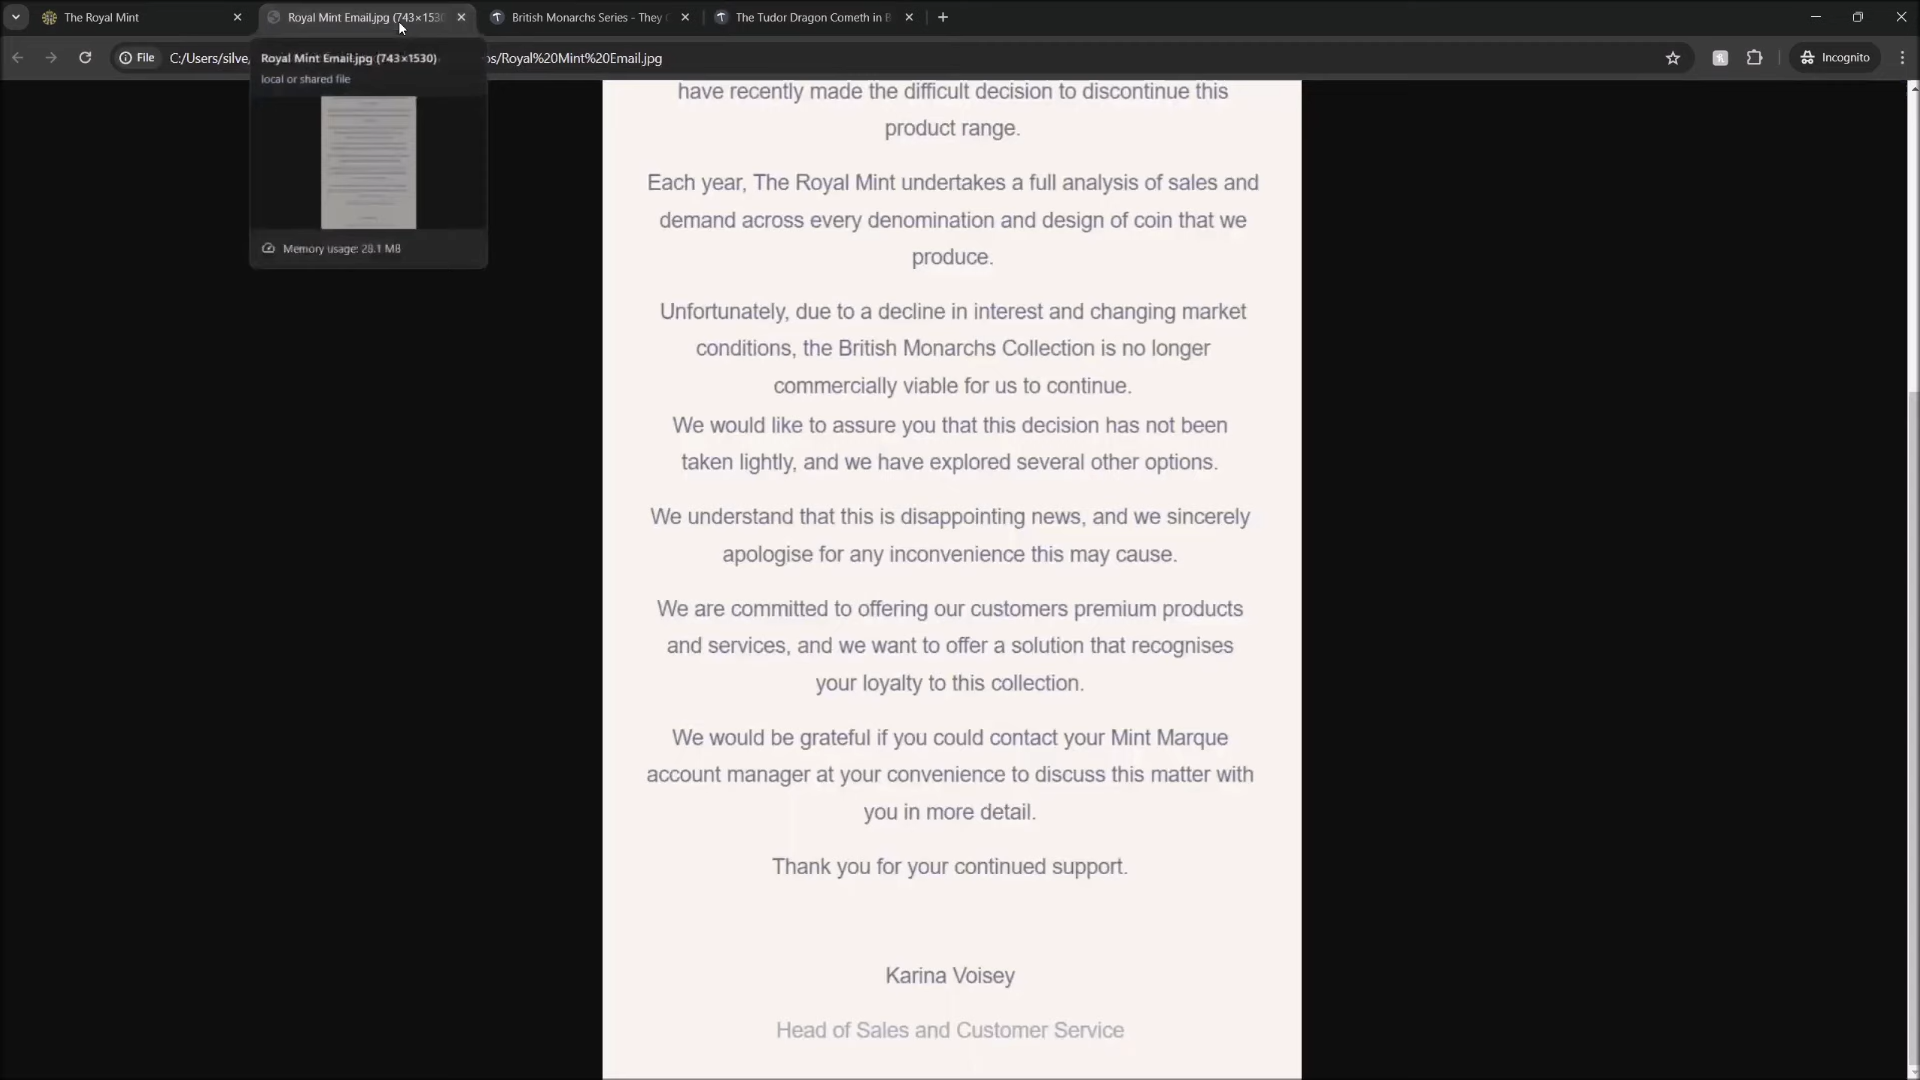 The Royal Mint
Royal Mint Email.jpg (743×1530)
British Monarchs Series - They
The Tudor Dragon Cometh in
File
C:/Users/silve
s/Royal%20Mint%20Email.jpg
Incognito
Royal Mint Email.jpg (743×1530)
local or shared file
Memory usage: 28.1 MB
have recently made the difficult decision to discontinue this
product range.
Each year, The Royal Mint undertakes a full analysis of sales and
demand across every denomination and design of coin that we
produce.
Unfortunately, due to a decline in interest and changing market
conditions, the British Monarchs Collection is no longer
commercially viable for us to continue.
We would like to assure you that this decision has not been
taken lightly, and we have explored several other options.
We understand that this is disappointing news, and we sincerely
apologise for any inconvenience this may cause.
We are committed to offering our customers premium products
and services, and we want to offer a solution that recognises
your loyalty to this collection.
We would be grateful if you could contact your Mint Marque
account manager at your convenience to discuss this matter with
you in more detail.
Thank you for your continued support.
Karina Voisey
Head of Sales and Customer Service